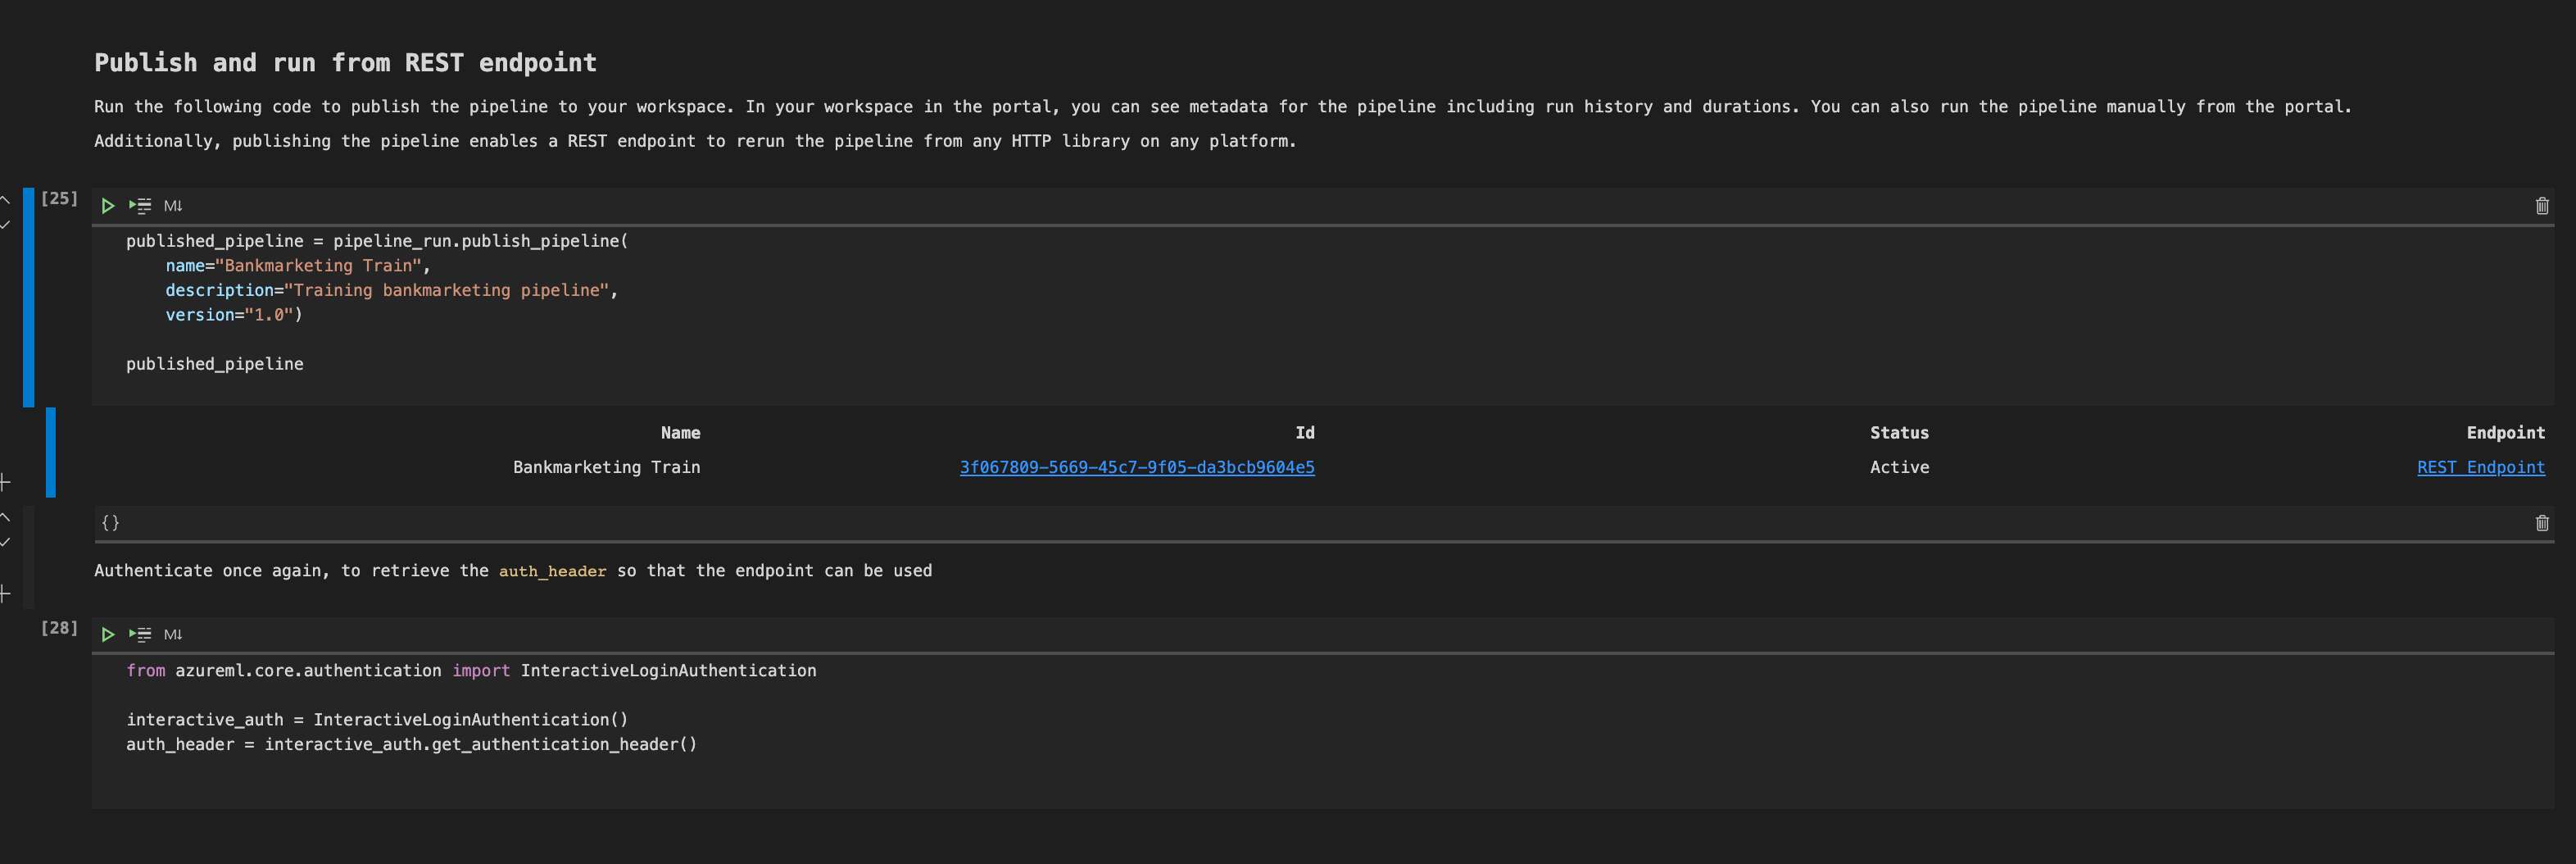 Publish and run from REST endpoint
Run the following code to publish the pipeline to your workspace. In your workspace in the portal, you can see metadata for the pipeline including run history and durations. You can also run the pipeline manually from the portal.
Additionally, publishing the pipeline enables a REST endpoint to rerun the pipeline from any HTTP library on any platform.
[25]
M↓
published_pipeline = pipeline_run.publish_pipeline(
    name="Bankmarketing Train",
    description="Training bankmarketing pipeline",
    version="1.0")
published_pipeline
Name Id Status Endpoint
Bankmarketing Train 3f067809-5669-45c7-9f05-da3bcb9604e5 Active REST Endpoint
{}
Authenticate once again, to retrieve the auth_header so that the endpoint can be used
[28]
M↓
from azureml.core.authentication import InteractiveLoginAuthentication
interactive_auth = InteractiveLoginAuthentication()
auth_header = interactive_auth.get_authentication_header()